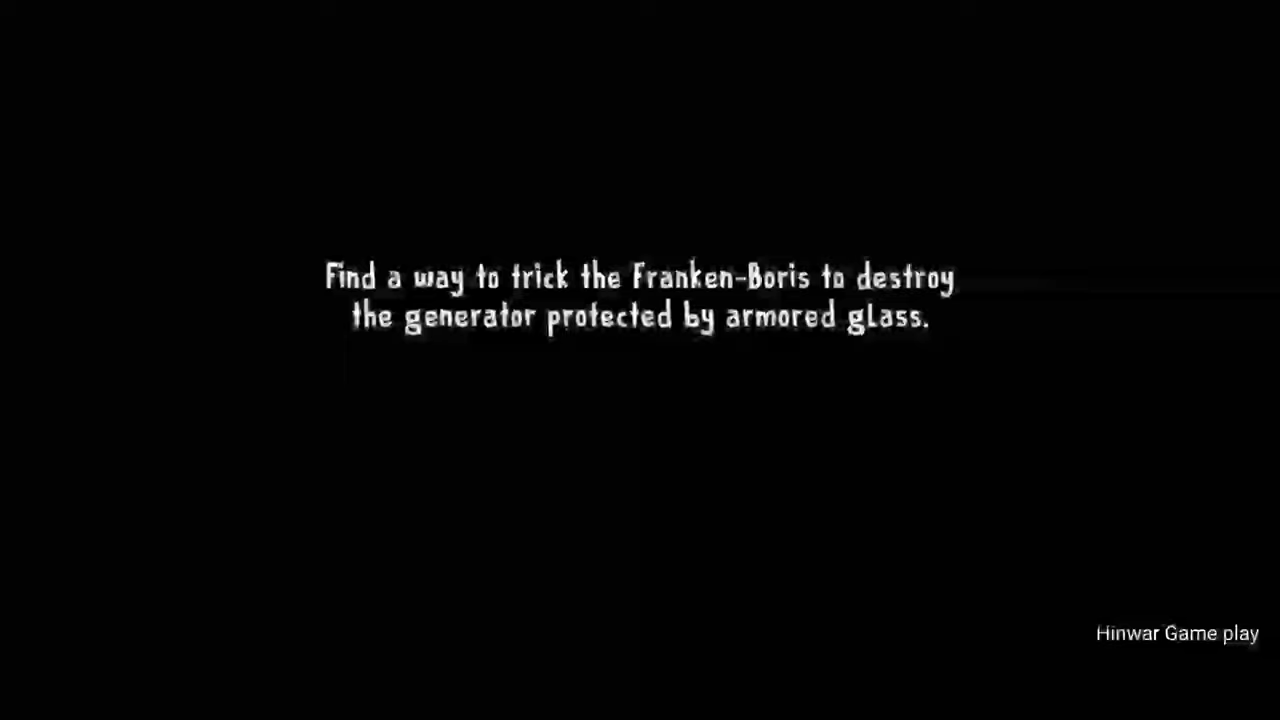 Find a way to trick the Franken-Boris to destroy
the generator protected by armored glass.
Hinwar Game play